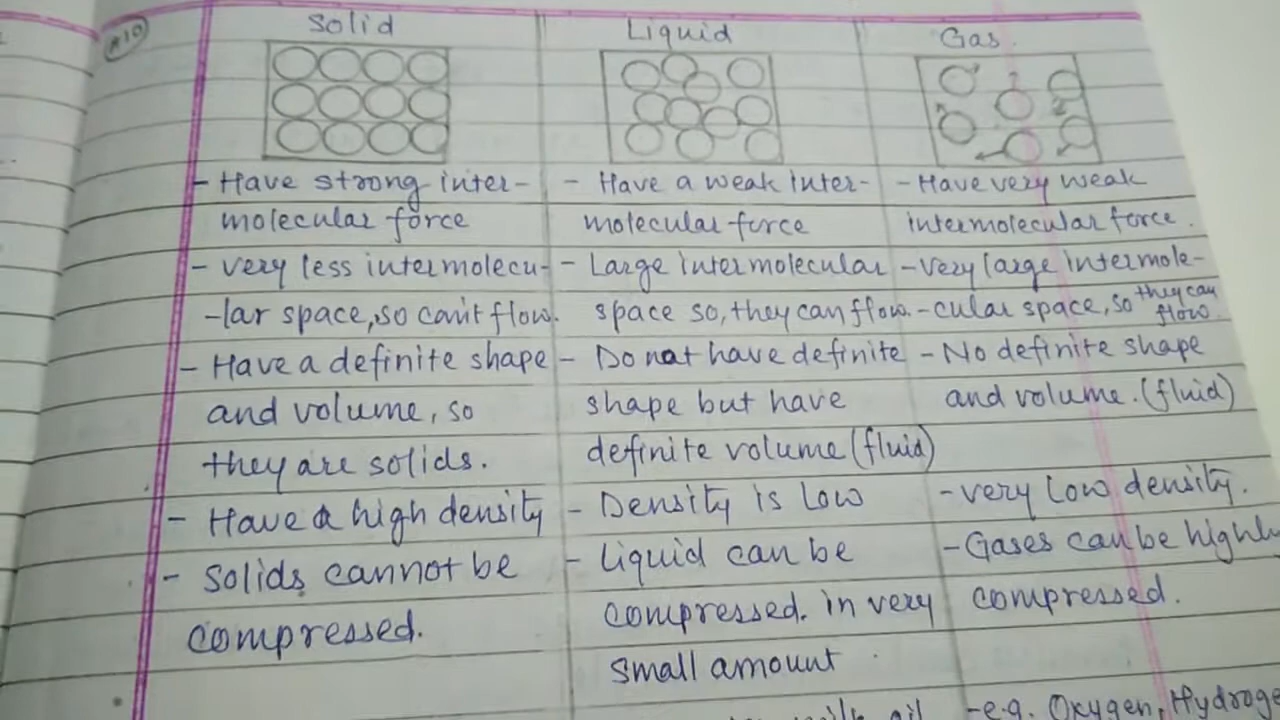 #10
Solid
Liquid
Gas.
- Have strong inter-
molecular force
- very less intermolecu-
-lar space, so can't flow.
- Have a definite shape
and volume, so
they are solids.
- Have a high density
- Solids cannot be
compressed.
- Have a weak inter-
molecular force
- Large intermolecular
space so, they can flow.
- Do not have definite
shape but have
definite volume (fluid)
- Density is Low
- Liquid can be
compressed. in very
small amount
milk, oil
- Have very weak
intermolecular force.
- very large intermole-
- cular space, so they can
flow.
- No definite shape
and volume. (fluid)
- very low density.
- Gases can be highly
compressed.
- e.g. Oxygen, Hydroge